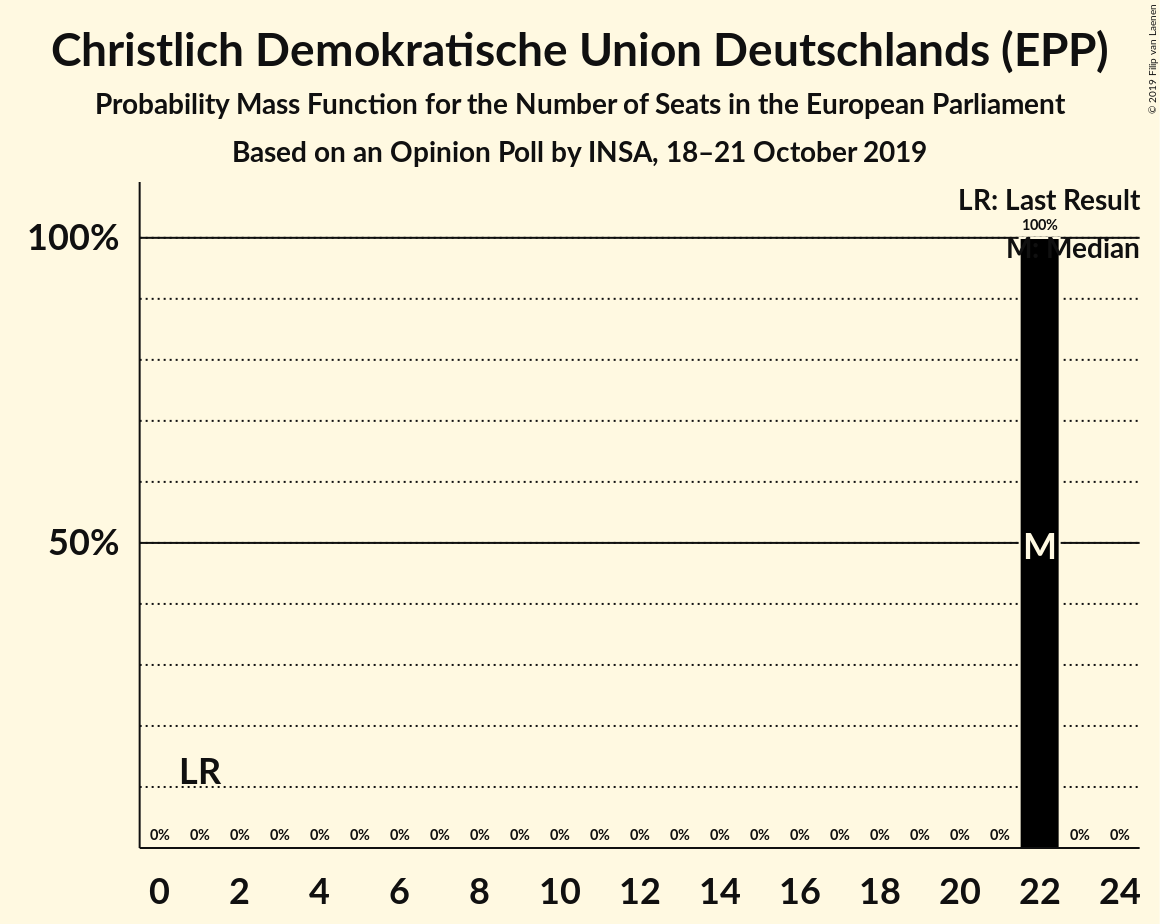 Christlich Demokratische Union Deutschlands (EPP)
Probability Mass Function for the Number of Seats in the European Parliament
Based on an Opinion Poll by INSA, 18–21 October 2019
© 2019 Filip van Laenen
LR: Last Result
100%
M: Median
100%
50%
M
LR
0% 0% 0% 0% 0% 0% 0% 0% 0% 0% 0% 0% 0% 0% 0% 0% 0% 0% 0% 0% 0% 0% 0% 0%
0 2 4 6 8 10 12 14 16 18 20 22 24